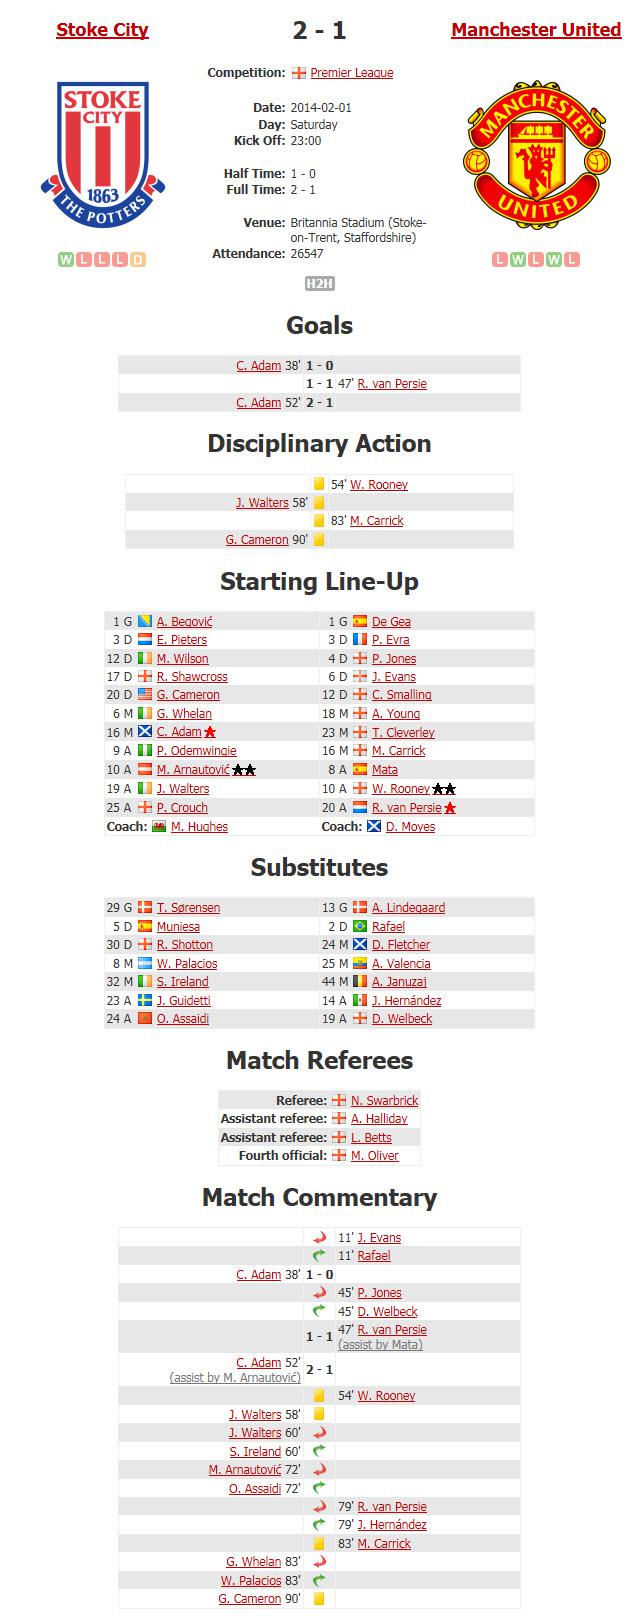 Stoke City 2 - 1 Manchester United
Competition: Premier League
STOKE
CITY
1863
THE POTTERS
MANCHESTER
UNITED
Date: 2014-02-01
Day: Saturday
Kick Off: 23:00
Half Time: 1 - 0
Full Time: 2 - 1
Venue: Britannia Stadium (Stoke-
on-Trent, Staffordshire)
Attendance: 26547
W L L L D
L W L W L
H2H
Goals
C. Adam 38' 1 - 0
1 - 1 47' R. van Persie
C. Adam 52' 2 - 1
Disciplinary Action
54' W. Rooney
J. Walters 58'
83' M. Carrick
G. Cameron 90'
Starting Line-Up
1 G A. Begović 1 G De Gea
3 D E. Pieters 3 D P. Evra
12 D M. Wilson 4 D P. Jones
17 D R. Shawcross 6 D J. Evans
20 D G. Cameron 12 D C. Smalling
6 M G. Whelan 18 M A. Young
16 M C. Adam 23 M T. Cleverley
9 A P. Odemwingie 16 M M. Carrick
10 A M. Arnautović 8 A Mata
19 A J. Walters 10 A W. Rooney
25 A P. Crouch 20 A R. van Persie
Coach: M. Hughes Coach: D. Moyes
Substitutes
29 G T. Sørensen 13 G A. Lindegaard
5 D Muniesa 2 D Rafael
30 D R. Shotton 24 M D. Fletcher
8 M W. Palacios 25 M A. Valencia
32 M S. Ireland 44 M A. Januzaj
23 A J. Guidetti 14 A J. Hernández
24 A O. Assaidi 19 A D. Welbeck
Match Referees
Referee: N. Swarbrick
Assistant referee: A. Halliday
Assistant referee: L. Betts
Fourth official: M. Oliver
Match Commentary
11' J. Evans
11' Rafael
C. Adam 38' 1 - 0
45' P. Jones
45' D. Welbeck
1 - 1 47' R. van Persie
(assist by Mata)
C. Adam 52' 2 - 1
(assist by M. Arnautović)
54' W. Rooney
J. Walters 58'
J. Walters 60'
S. Ireland 60'
M. Arnautović 72'
O. Assaidi 72'
79' R. van Persie
79' J. Hernández
83' M. Carrick
G. Whelan 83'
W. Palacios 83'
G. Cameron 90'